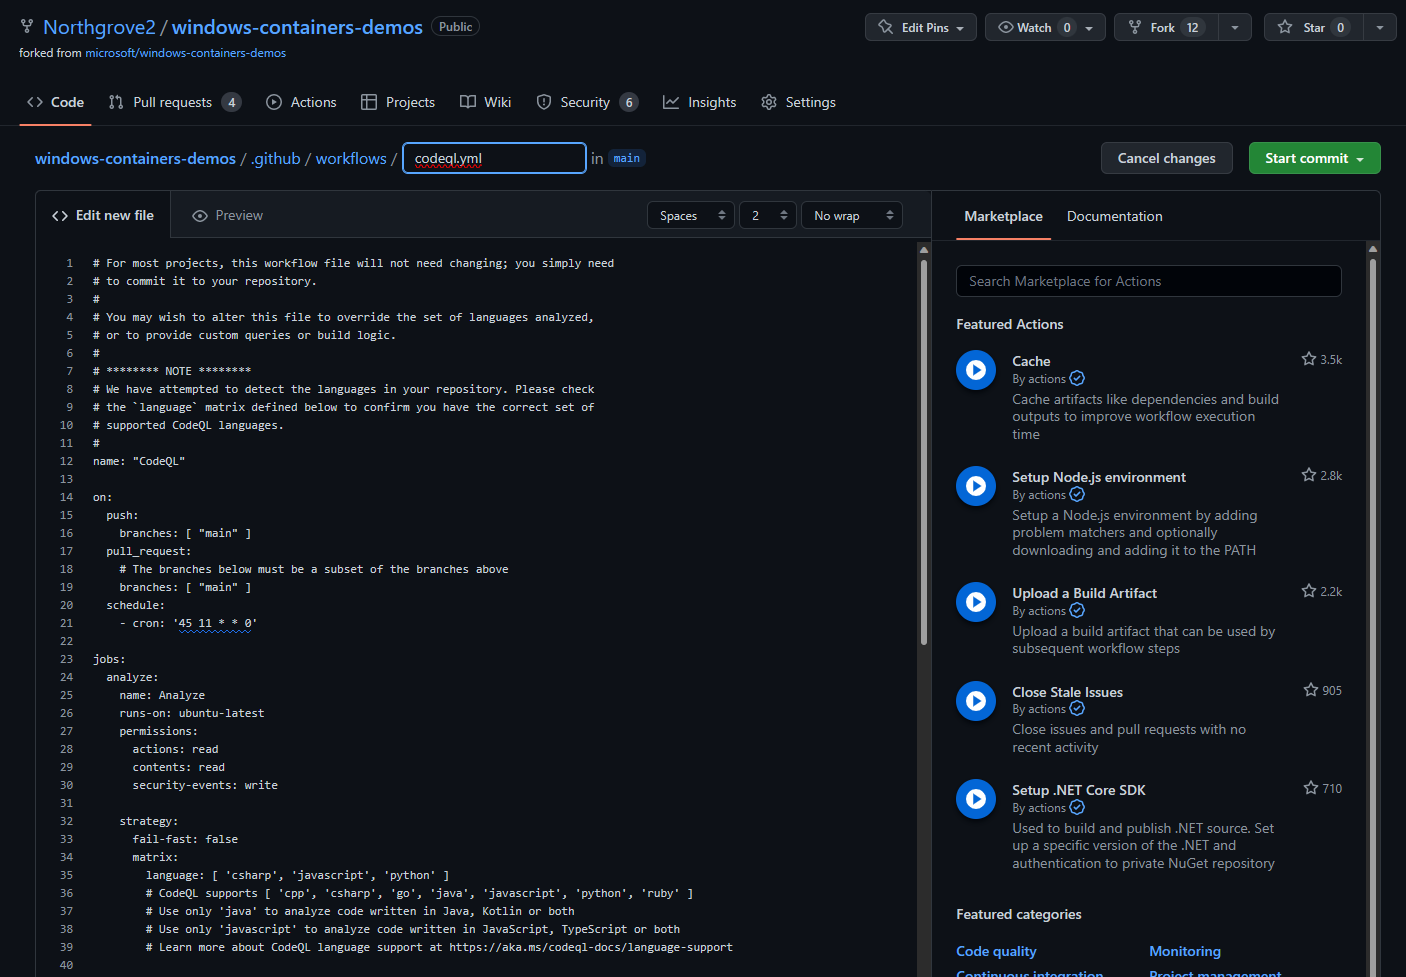 Northgrove2 / windows-containers-demos Public
Edit Pins Watch 0 Fork 12 Star 0
forked from microsoft/windows-containers-demos
Code Pull requests 4 Actions Projects Wiki Security 6 Insights Settings
windows-containers-demos / .github / workflows / codeql.yml in main
Cancel changes Start commit
Edit new file Preview Spaces 2 No wrap
1 # For most projects, this workflow file will not need changing; you simply need
2 # to commit it to your repository.
3 #
4 # You may wish to alter this file to override the set of languages analyzed,
5 # or to provide custom queries or build logic.
6 #
7 # ******** NOTE ********
8 # We have attempted to detect the languages in your repository. Please check
9 # the `language` matrix defined below to confirm you have the correct set of
10 # supported CodeQL languages.
11 #
12 name: "CodeQL"
13
14 on:
15   push:
16     branches: [ "main" ]
17   pull_request:
18     # The branches below must be a subset of the branches above
19     branches: [ "main" ]
20   schedule:
21     - cron: '45 11 * * 0'
22
23 jobs:
24   analyze:
25     name: Analyze
26     runs-on: ubuntu-latest
27     permissions:
28       actions: read
29       contents: read
30       security-events: write
31
32     strategy:
33       fail-fast: false
34       matrix:
35         language: [ 'csharp', 'javascript', 'python' ]
36         # CodeQL supports [ 'cpp', 'csharp', 'go', 'java', 'javascript', 'python', 'ruby' ]
37         # Use only 'java' to analyze code written in Java, Kotlin or both
38         # Use only 'javascript' to analyze code written in JavaScript, TypeScript or both
39         # Learn more about CodeQL language support at https://aka.ms/codeql-docs/language-support
40
Marketplace Documentation
Search Marketplace for Actions
Featured Actions
Cache 3.5k
By actions
Cache artifacts like dependencies and build
outputs to improve workflow execution
time
Setup Node.js environment 2.8k
By actions
Setup a Node.js environment by adding
problem matchers and optionally
downloading and adding it to the PATH
Upload a Build Artifact 2.2k
By actions
Upload a build artifact that can be used by
subsequent workflow steps
Close Stale Issues 905
By actions
Close issues and pull requests with no
recent activity
Setup .NET Core SDK 710
By actions
Used to build and publish .NET source. Set
up a specific version of the .NET and
authentication to private NuGet repository
Featured categories
Code quality Monitoring
Continuous integration Project management